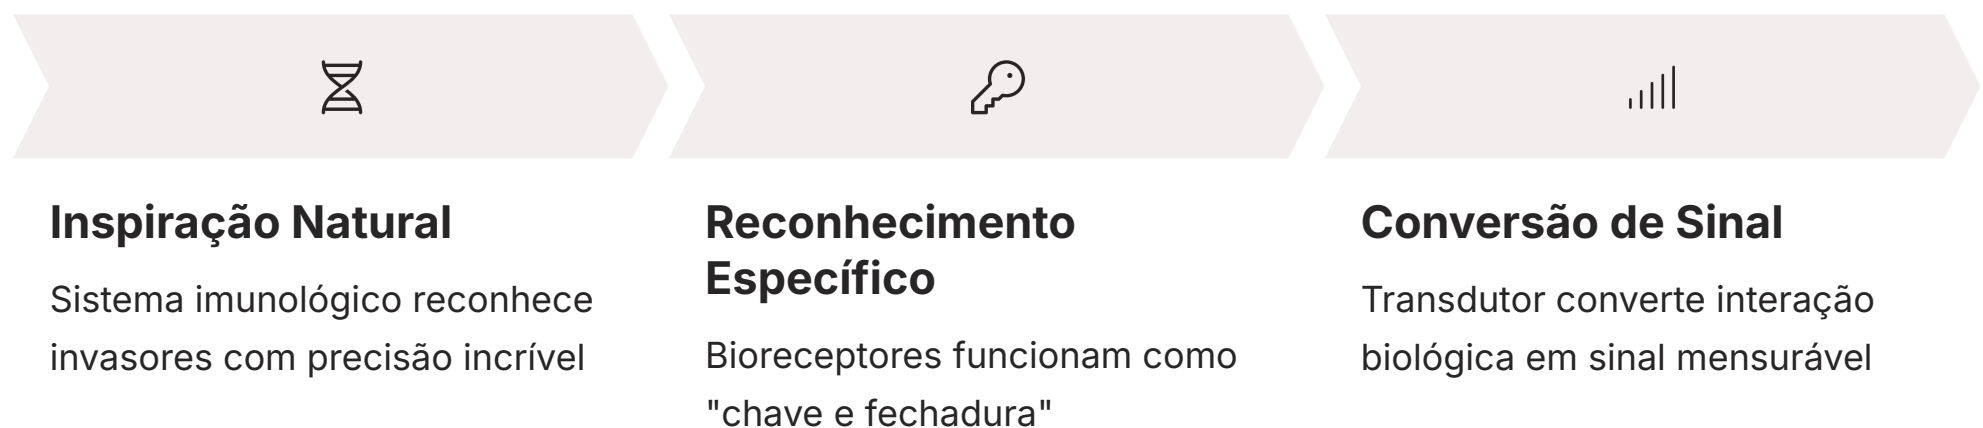 Inspiração Natural
Sistema imunológico reconhece
invasores com precisão incrível
Reconhecimento
Específico
Bioreceptores funcionam como
"chave e fechadura"
Conversão de Sinal
Transdutor converte interação
biológica em sinal mensurável